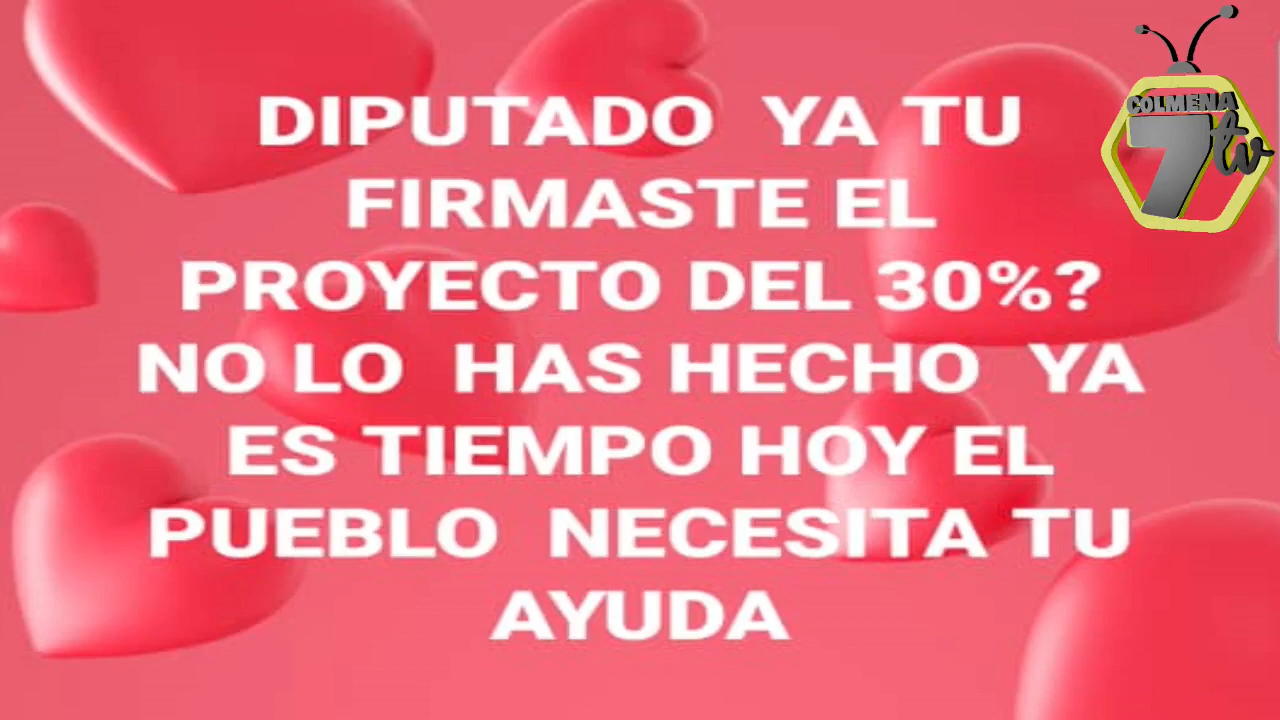 DIPUTADO YA TU
FIRMASTE EL
PROYECTO DEL 30%?
NO LO HAS HECHO YA
ES TIEMPO HOY EL
PUEBLO NECESITA TU
AYUDA
COLMENA
7
tv